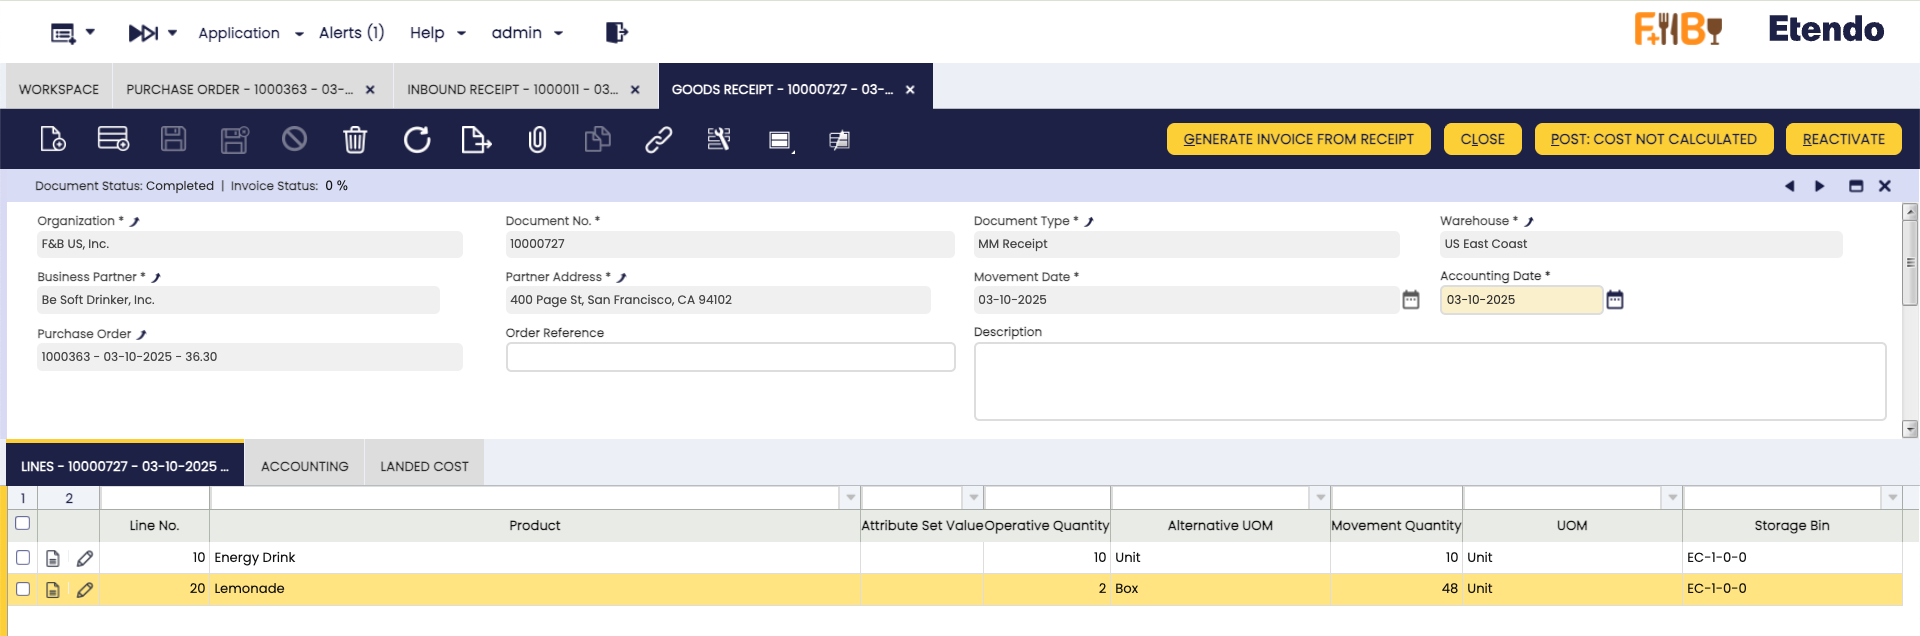 Application Alerts (1) Help admin
F+B Etendo
WORKSPACE PURCHASE ORDER - 1000363 - 03-... INBOUND RECEIPT - 1000011 - 03... GOODS RECEIPT - 10000727 - 03-...
GENERATE INVOICE FROM RECEIPT CLOSE POST: COST NOT CALCULATED REACTIVATE
Document Status: Completed | Invoice Status: 0 %
Organization * Document No. * Document Type * Warehouse *
F&B US, Inc. 10000727 MM Receipt US East Coast
Business Partner * Partner Address * Movement Date * Accounting Date *
Be Soft Drinker, Inc. 400 Page St, San Francisco, CA 94102 03-10-2025 03-10-2025
Purchase Order Order Reference Description
1000363 - 03-10-2025 - 36.30
LINES - 10000727 - 03-10-2025 ... ACCOUNTING LANDED COST
1 2
Line No. Product Attribute Set Value Operative Quantity Alternative UOM Movement Quantity UOM Storage Bin
10 Energy Drink 10 Unit 10 Unit EC-1-0-0
20 Lemonade 2 Box 48 Unit EC-1-0-0